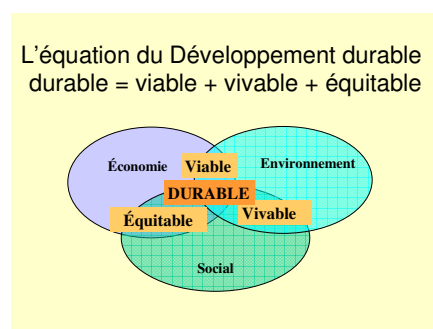 L'équation du Développement durable
durable = viable + vivable + équitable
Économie
Viable
Environnement
DURABLE
Équitable
Vivable
Social